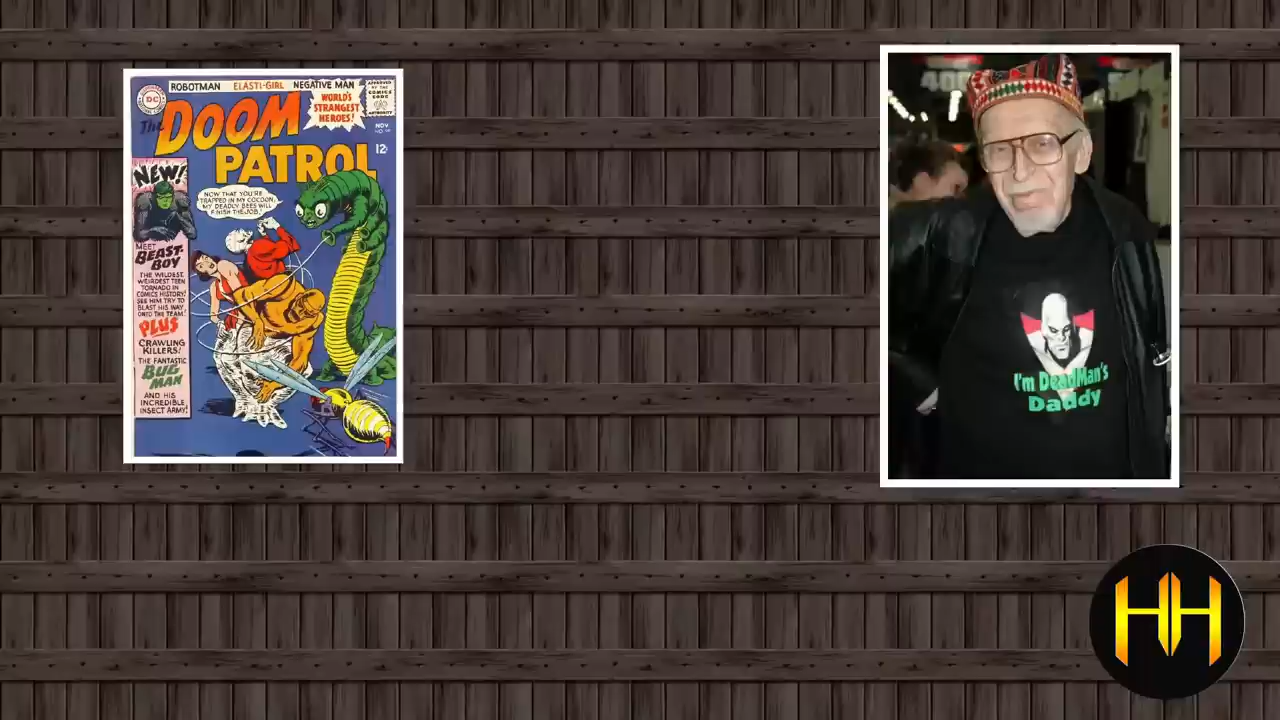 ROBOTMAN ELASTI-GIRL NEGATIVE MAN
APPROVED
BY THE
COMICS
CODE
AUTHORITY
DC
The DOOM
PATROL
WORLD'S
STRANGEST
HEROES!
NOV
12¢
NEW!
NOW THAT YOU'RE
TRAPPED IN MY COCOON,
MY DEADLY BEES WILL
FINISH THE JOB!
MEET
BEAST-
BOY
THE WILDEST,
WEIRDEST TEEN
TORNADO IN
COMICS HISTORY!
SEE HIM TRY TO
BLAST HIS WAY
ONTO THE TEAM!
PLUS
CRAWLING
KILLERS!
THE FANTASTIC
BUG
MAN
AND HIS
INCREDIBLE
INSECT ARMY!
400
I'm DeadMan's
Daddy
HH